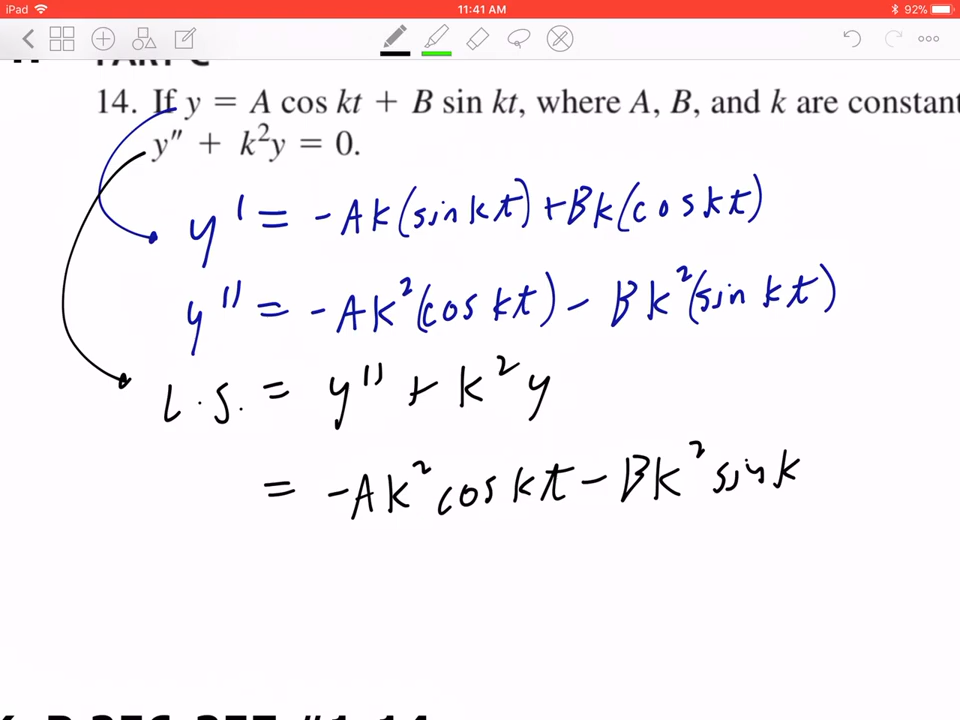 iPad 11:41 AM 92%
14. If y = A cos kt + B sin kt, where A, B, and k are constant
y″ + k²y = 0.
y' = -AK(sin kt) + BK(cos kt)
y'' = -AK²(cos kt) - BK²(sin kt)
L.S. = y'' + K²y
= -AK² cos kt - BK² sin k